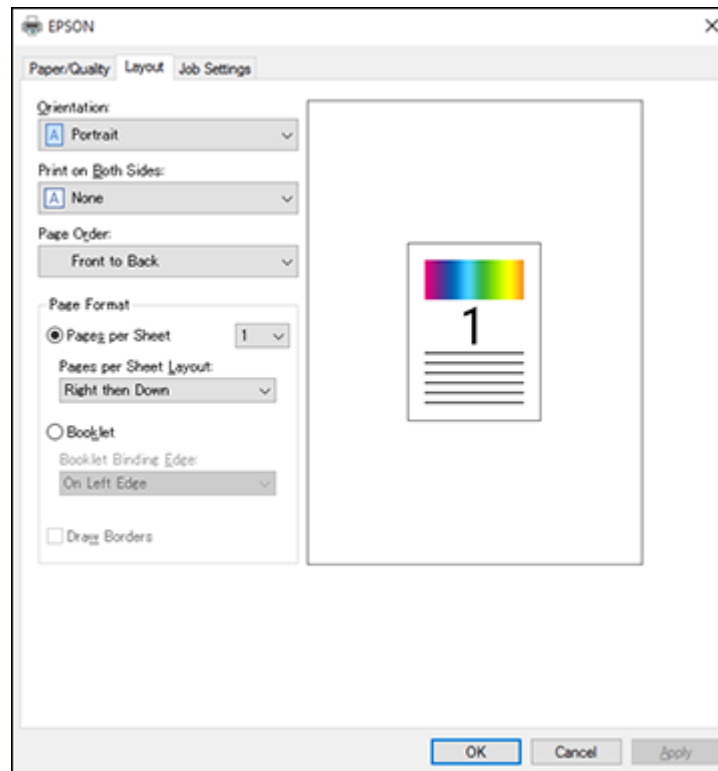 EPSON
Paper/Quality Layout Job Settings
Orientation:
A Portrait
Print on Both Sides:
A None
Page Order:
Front to Back
Page Format
Pages per Sheet 1
Pages per Sheet Layout:
Right then Down
Booklet
Booklet Binding Edge:
On Left Edge
Draw Borders
1
OK Cancel Apply